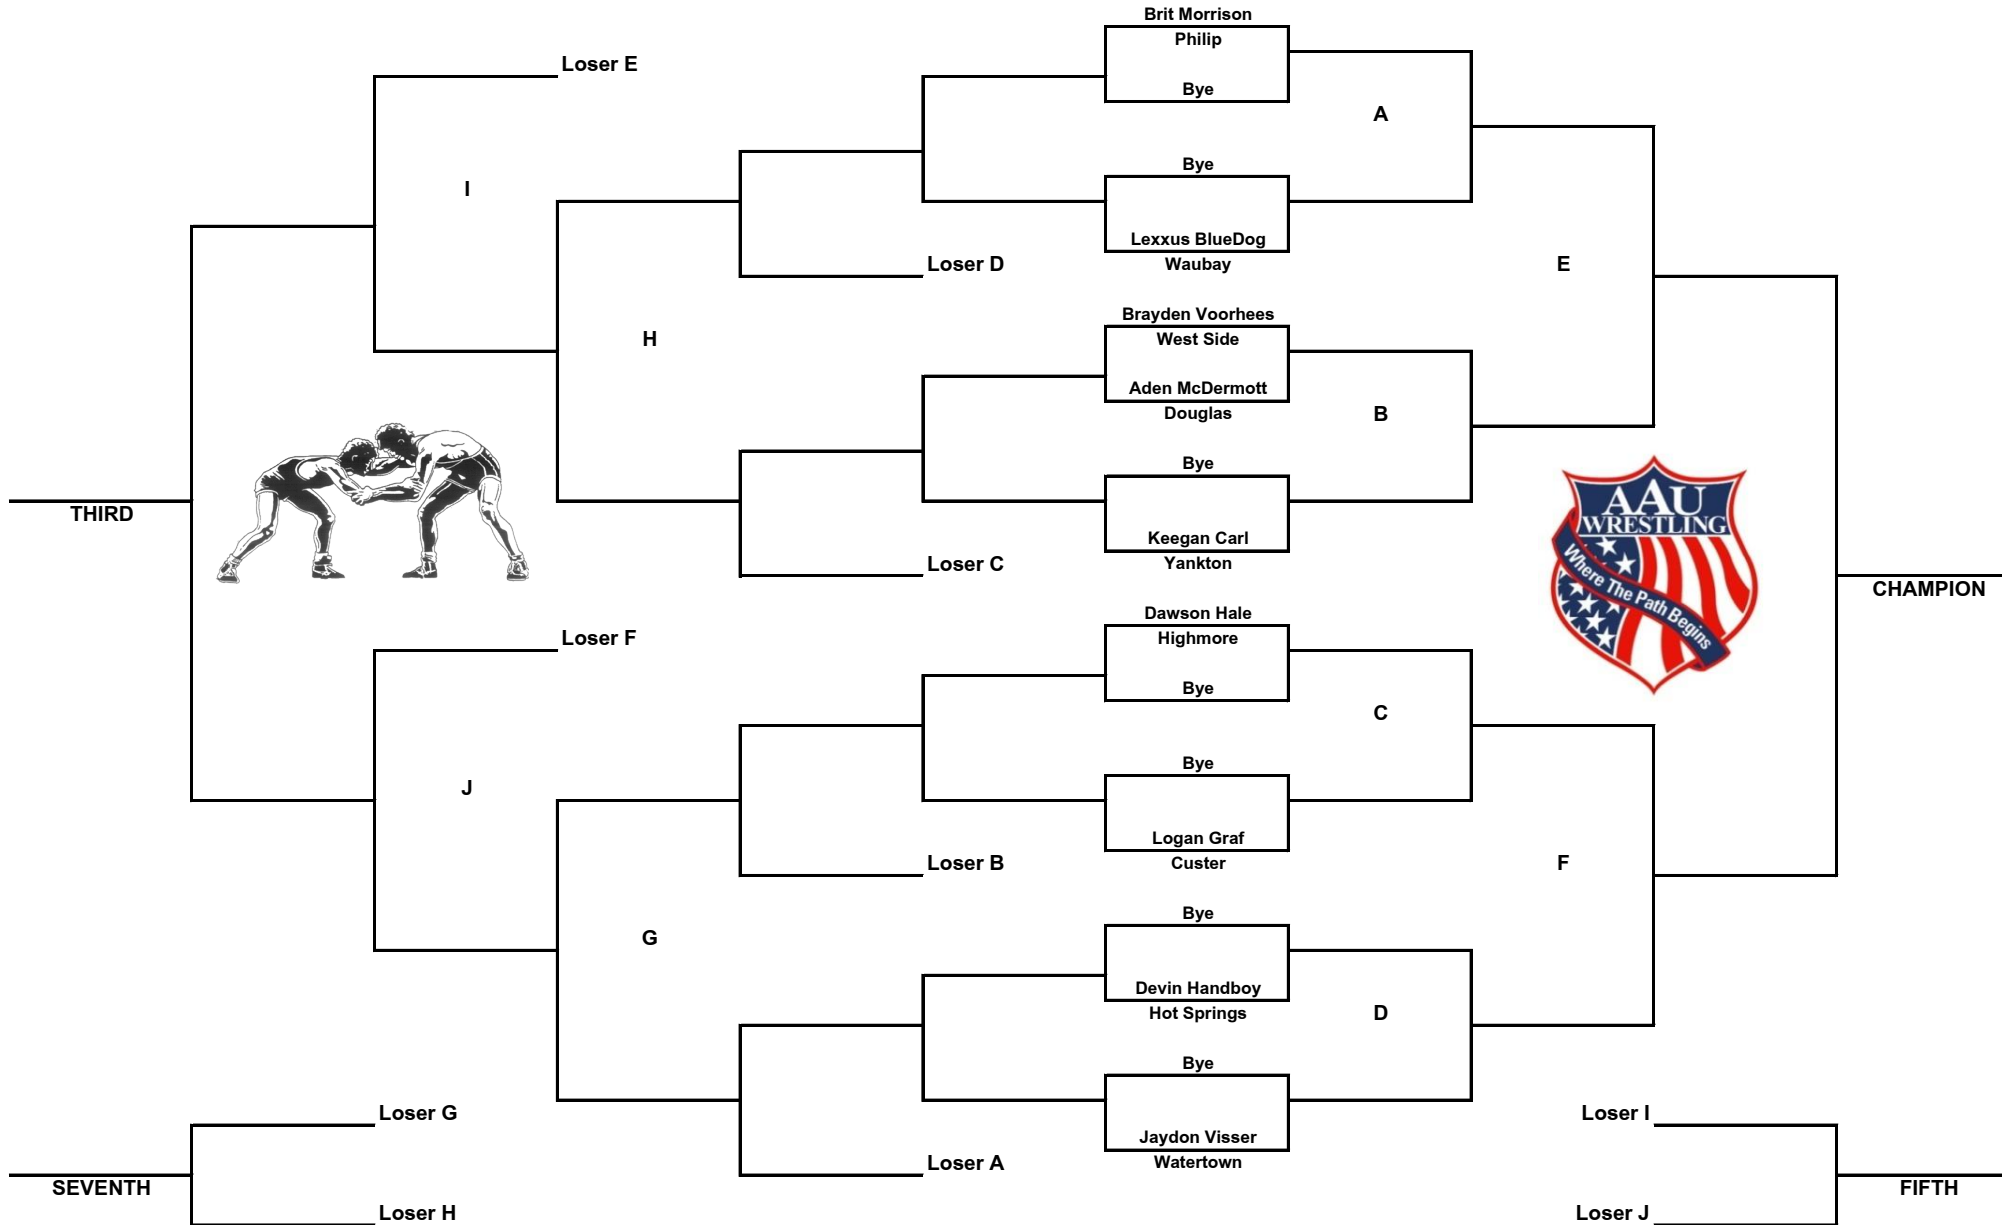 Brit Morrison
Philip
Loser E
Bye
A
Bye
I
Lexxus BlueDog
Loser D
Waubay
E
Brayden Voorhees
H
West Side
Aden McDermott
Douglas
B
Bye
AAU
WRESTLING
THIRD
Keegan Carl
Loser C
Yankton
Where The Path Begins
CHAMPION
Dawson Hale
Loser F
Highmore
Bye
C
Bye
J
Logan Graf
Loser B
Custer
F
Bye
G
Devin Handboy
Hot Springs
D
Bye
Loser G
Loser I
Jaydon Visser
Loser A
Watertown
SEVENTH
FIFTH
Loser H
Loser J